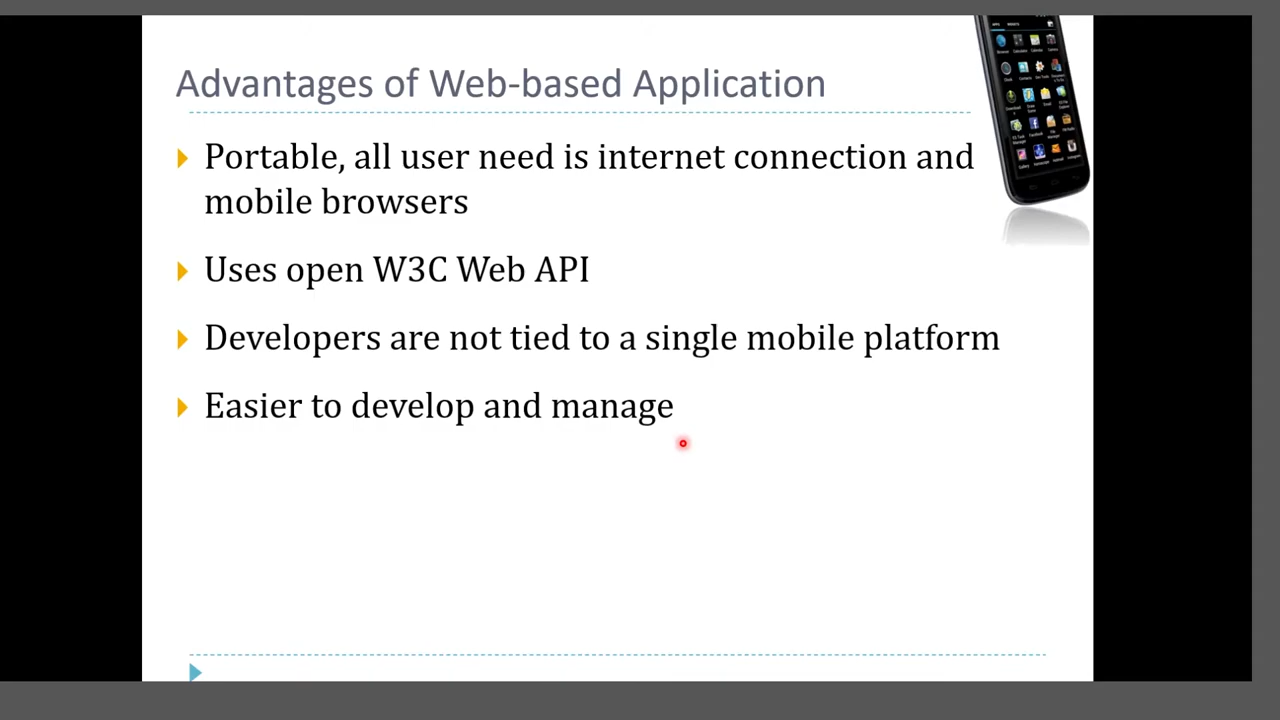 Advantages of Web-based Application
Portable, all user need is internet connection and
mobile browsers
Uses open W3C Web API
Developers are not tied to a single mobile platform
Easier to develop and manage